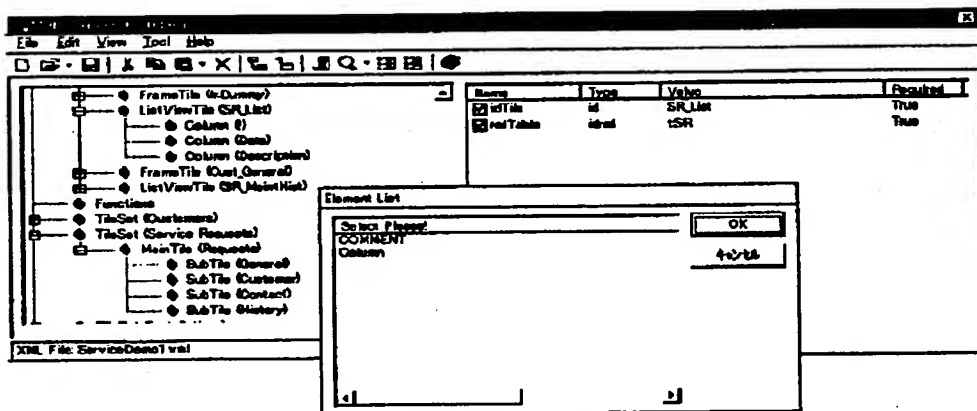 File Edit View Tool Help
FrameTile (frDummy)
ListViewTile (SR_List)
Column ()
Column (Date)
Column (Description)
FrameTile (Cust_General)
ListViewTile (SR_MaintHist)
Functions
TileSet (Customers)
TileSet (Service Requests)
MainTile (Requests)
SubTile (General)
SubTile (Customer)
SubTile (Contact)
SubTile (History)
Name Type Value Required
idTile id SR_List True
idref tSR True
Element List
Select Please!
COMMENT
Column
OK
キャンセル
XML File: ServiceDemo1.xml